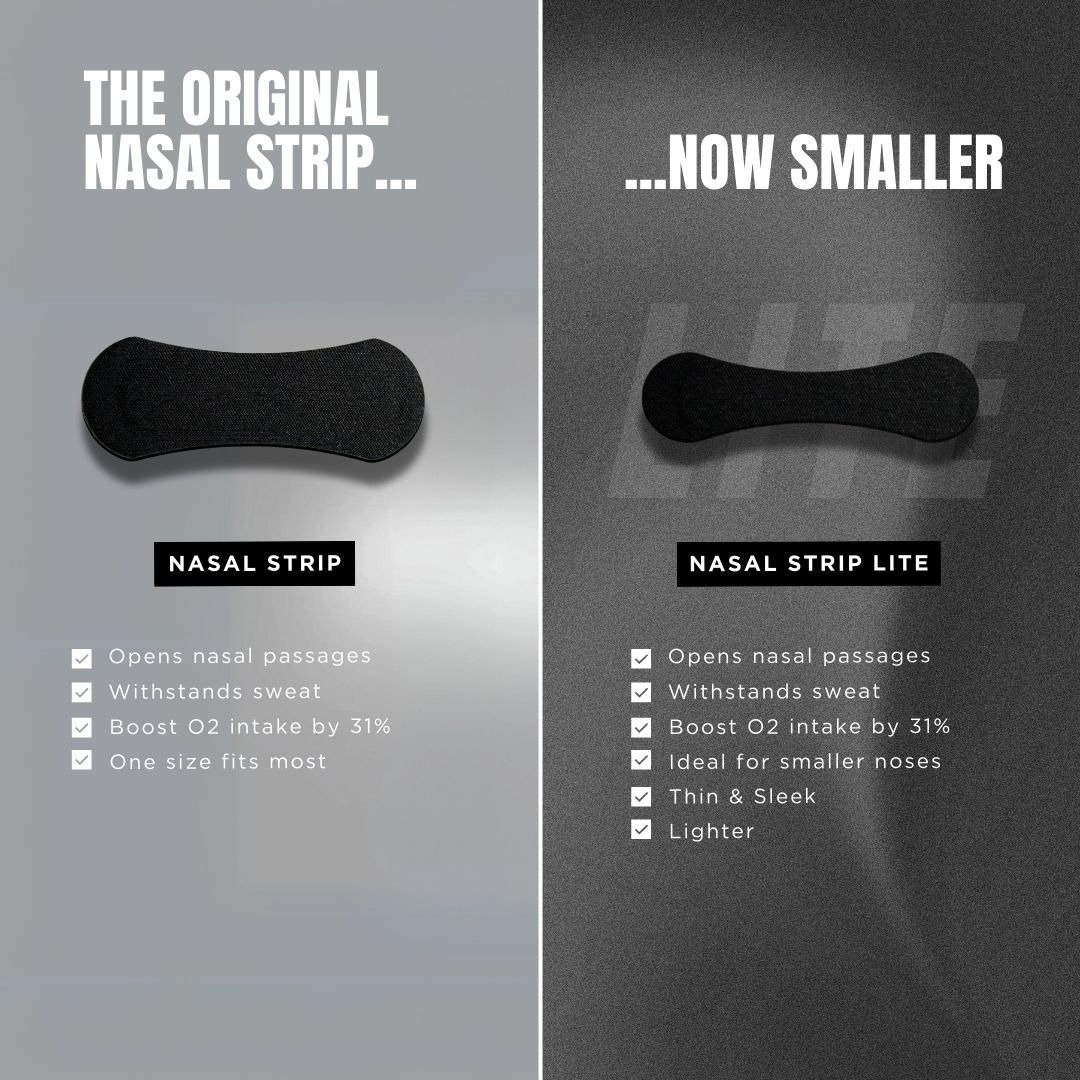 THE ORIGINAL
NASAL STRIP...
NASAL STRIP
Opens nasal passages
Withstands sweat
Boost O2 intake by 31%
One size fits most
...NOW SMALLER
LITE
NASAL STRIP LITE
Opens nasal passages
Withstands sweat
Boost O2 intake by 31%
Ideal for smaller noses
Thin & Sleek
Lighter